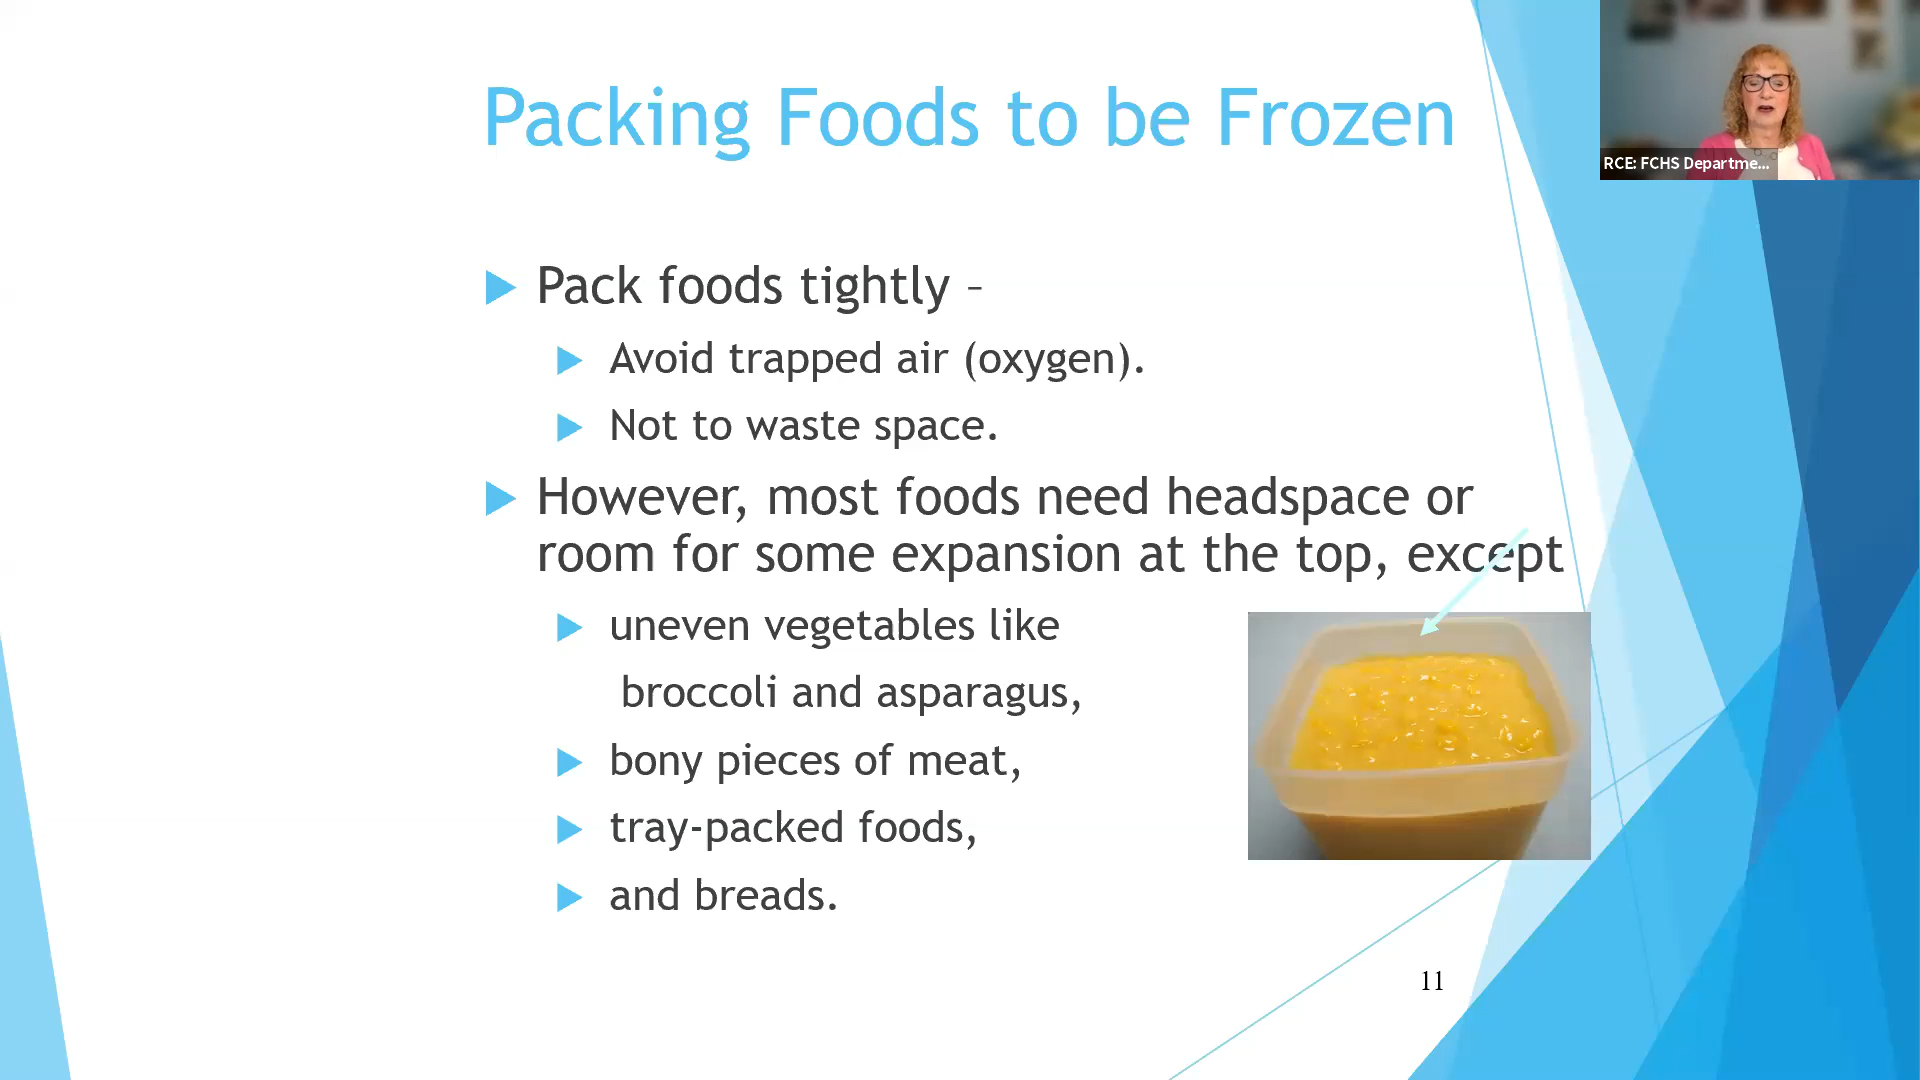 Packing Foods to be Frozen
RCE: FCHS Departme...
Pack foods tightly –
Avoid trapped air (oxygen).
Not to waste space.
However, most foods need headspace or
room for some expansion at the top, except
uneven vegetables like
broccoli and asparagus,
bony pieces of meat,
tray-packed foods,
and breads.
11